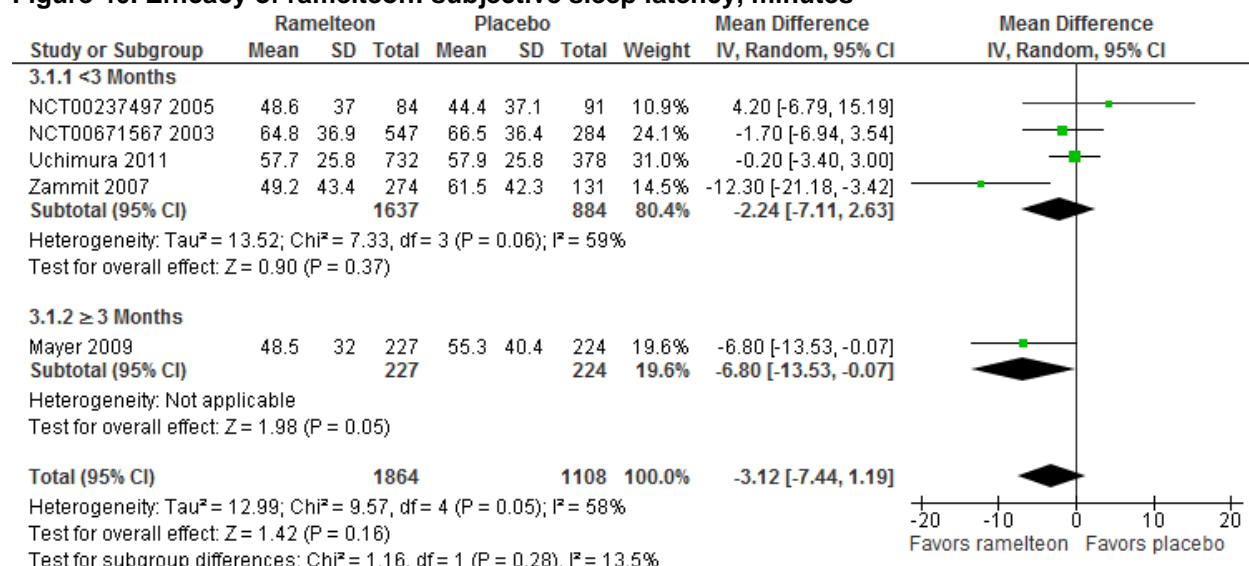 Figure 10. Efficacy of ramelteon: subjective sleep latency, minutes
Ramelteon Placebo Mean Difference Mean Difference
Study or Subgroup Mean SD Total Mean SD Total Weight IV, Random, 95% CI IV, Random, 95% CI
3.1.1 <3 Months
NCT00237497 2005 48.6 37 84 44.4 37.1 91 10.9% 4.20 [-6.79, 15.19]
NCT00671567 2003 64.8 36.9 547 66.5 36.4 284 24.1% -1.70 [-6.94, 3.54]
Uchimura 2011 57.7 25.8 732 57.9 25.8 378 31.0% -0.20 [-3.40, 3.00]
Zammit 2007 49.2 43.4 274 61.5 42.3 131 14.5% -12.30 [-21.18, -3.42]
Subtotal (95% CI) 1637 884 80.4% -2.24 [-7.11, 2.63]
Heterogeneity: Tau² = 13.52; Chi² = 7.33, df = 3 (P = 0.06); I² = 59%
Test for overall effect: Z = 0.90 (P = 0.37)
3.1.2 ≥ 3 Months
Mayer 2009 48.5 32 227 55.3 40.4 224 19.6% -6.80 [-13.53, -0.07]
Subtotal (95% CI) 227 224 19.6% -6.80 [-13.53, -0.07]
Heterogeneity: Not applicable
Test for overall effect: Z = 1.98 (P = 0.05)
Total (95% CI) 1864 1108 100.0% -3.12 [-7.44, 1.19]
Heterogeneity: Tau² = 12.99; Chi² = 9.57, df = 4 (P = 0.05); I² = 58%
Test for overall effect: Z = 1.42 (P = 0.16)
Test for subgroup differences: Chi² = 1.16, df = 1 (P = 0.28), I² = 13.5%
-20 -10 0 10 20
Favors ramelteon Favors placebo